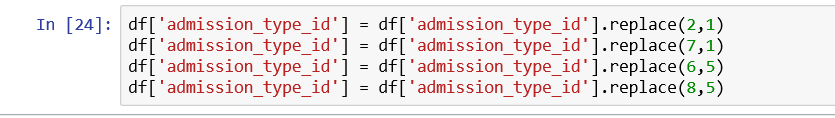 In [24]: df['admission_type_id'] = df['admission_type_id'].replace(2,1)
df['admission_type_id'] = df['admission_type_id'].replace(7,1)
df['admission_type_id'] = df['admission_type_id'].replace(6,5)
df['admission_type_id'] = df['admission_type_id'].replace(8,5)